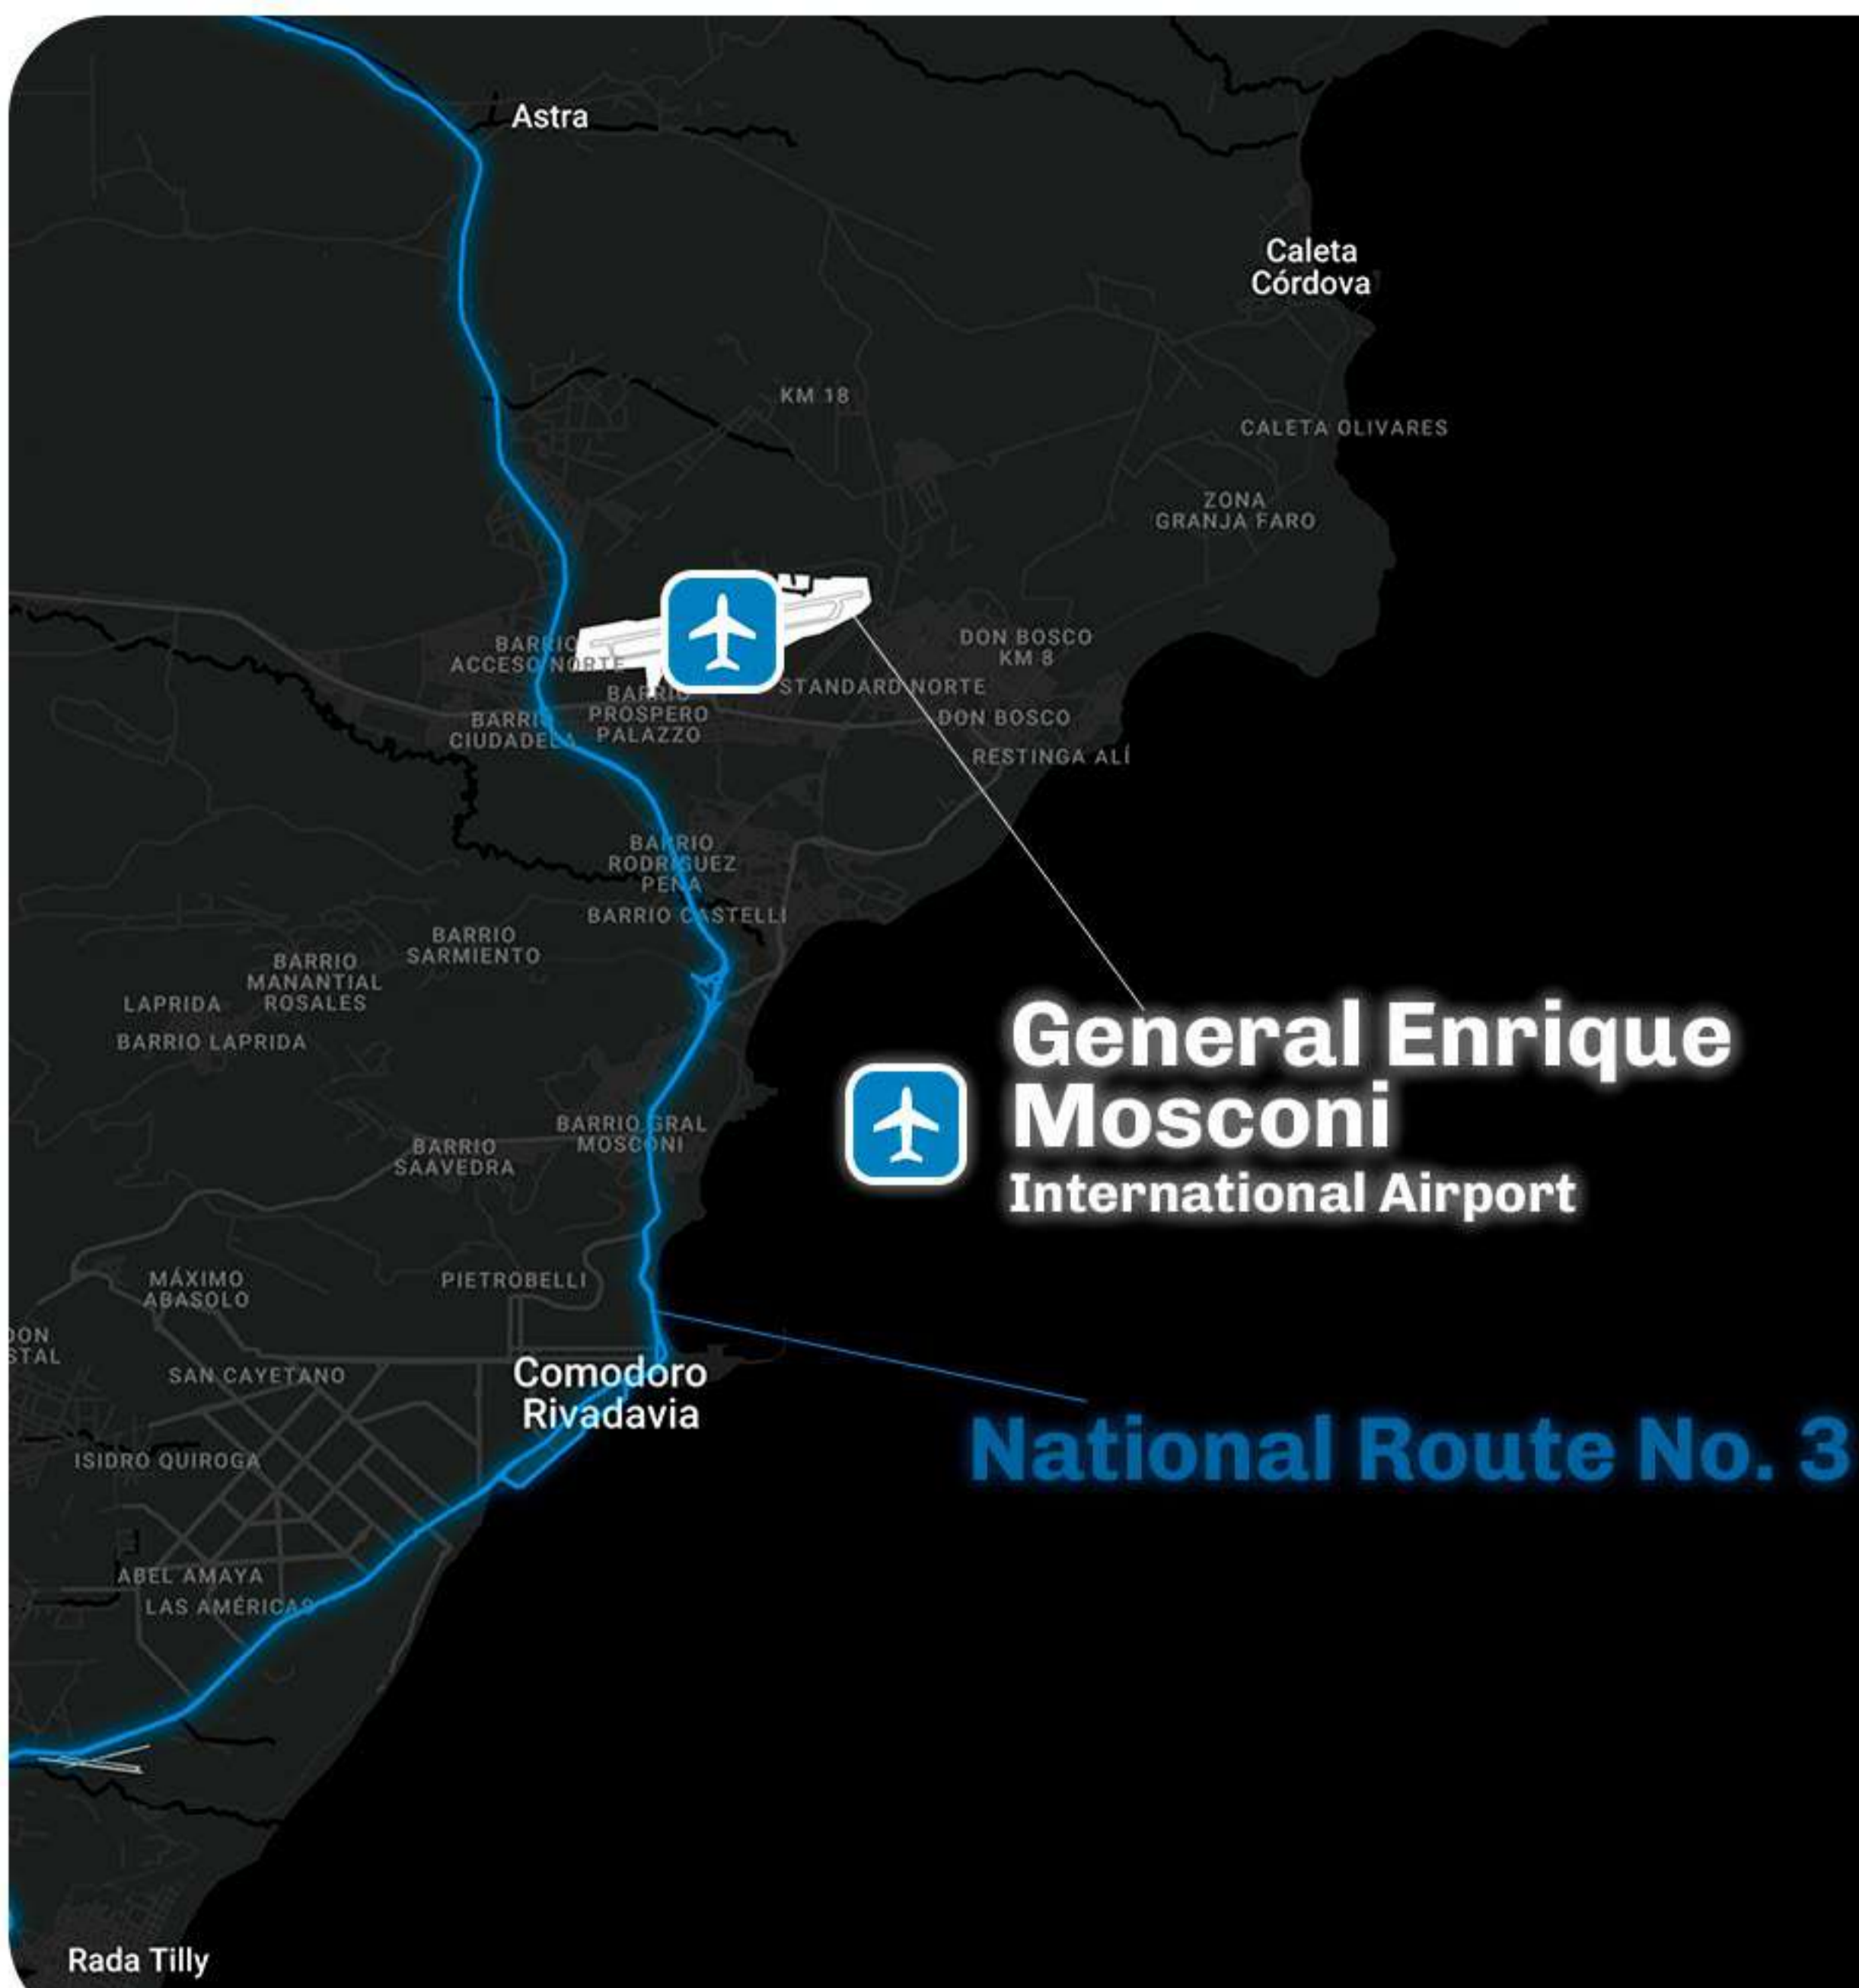 Astra
Caleta
Córdova
KM 18
CALETA OLIVARES
ZONA
GRANJA FARO
BARRIO
ACCESO NORTE
DON BOSCO
KM 8
STANDARD NORTE
BARRIO
PROSPERO
PALAZZO
BARRIO
CIUDADELA
DON BOSCO
RESTINGA ALÍ
BARRIO
RODRÍGUEZ
PEÑA
BARRIO CASTELLI
BARRIO
SARMIENTO
BARRIO
MANANTIAL
ROSALES
LAPRIDA
BARRIO LAPRIDA
General Enrique
Mosconi
International Airport
BARRIO GRAL
MOSCONI
BARRIO
SAAVEDRA
MÁXIMO
ABASOLO
PIETROBELLI
STAL
SAN CAYETANO
Comodoro
Rivadavia
National Route No. 3
ISIDRO QUIROGA
ABEL AMAYA
LAS AMÉRICAS
Rada Tilly